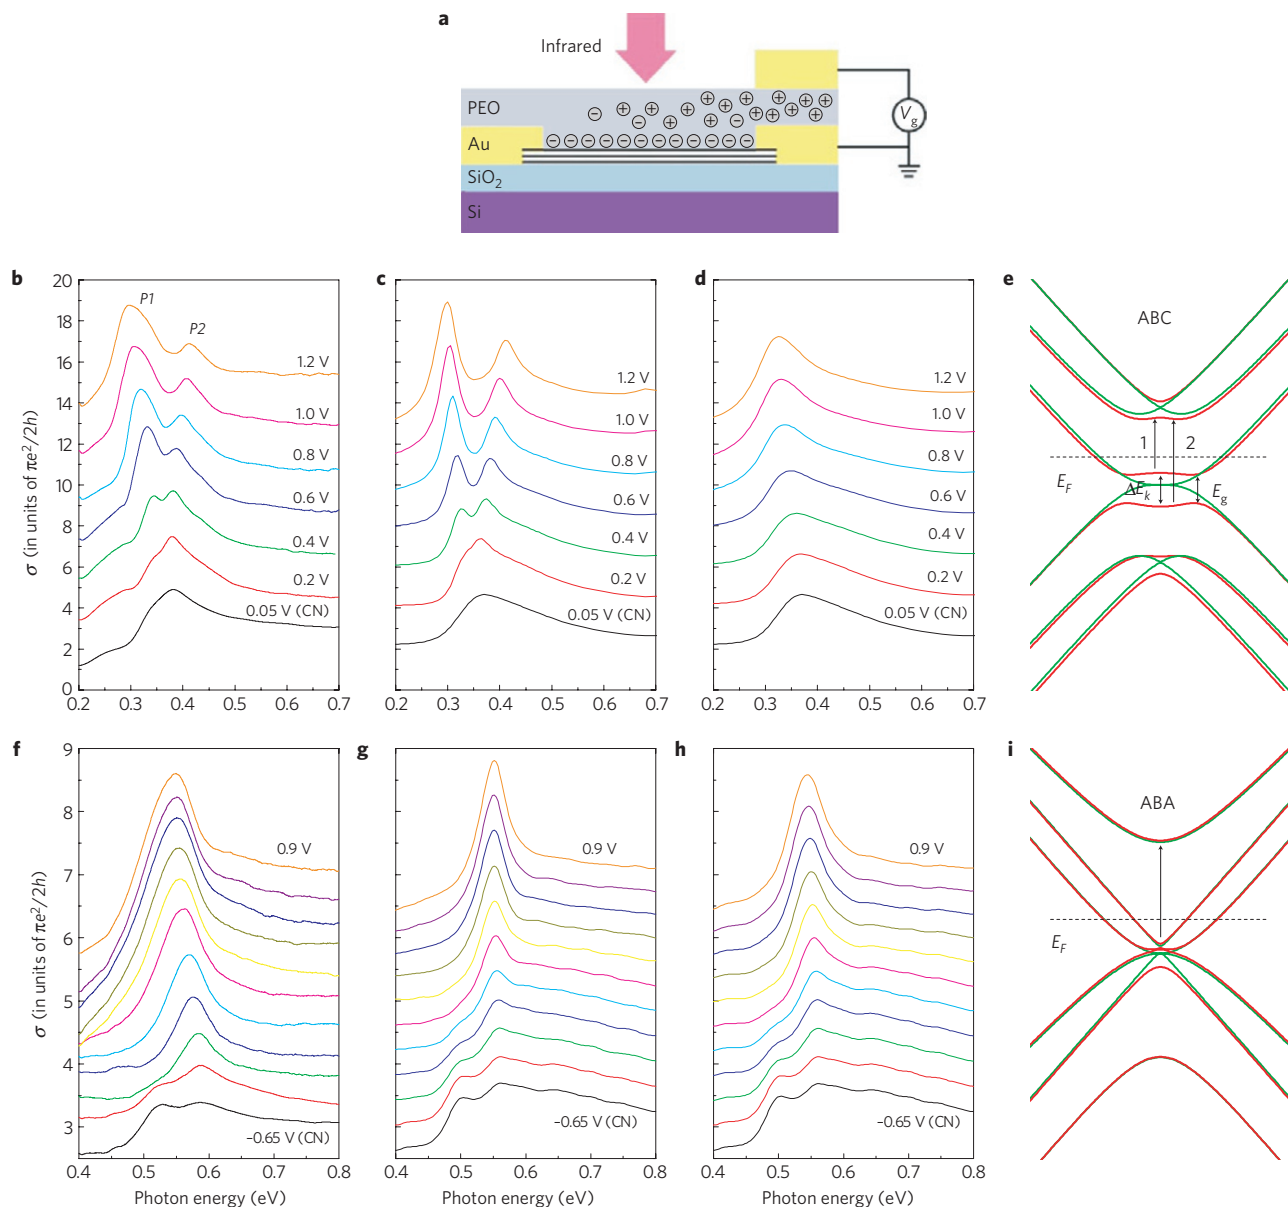 a
Infrared
PEO
Au
SiO2
Si
Vg
b
σ (in units of πe²/2h)
20
18
16
14
12
10
8
6
4
2
0
P1
P2
1.2 V
1.0 V
0.8 V
0.6 V
0.4 V
0.2 V
0.05 V (CN)
0.2 0.3 0.4 0.5 0.6 0.7
c
1.2 V
1.0 V
0.8 V
0.6 V
0.4 V
0.2 V
0.05 V (CN)
0.2 0.3 0.4 0.5 0.6 0.7
d
1.2 V
1.0 V
0.8 V
0.6 V
0.4 V
0.2 V
0.05 V (CN)
0.2 0.3 0.4 0.5 0.6 0.7
e
ABC
1 2
EF
ΔEk
Eg
f
σ (in units of πe²/2h)
9
8
7
6
5
4
3
0.9 V
–0.65 V (CN)
0.4 0.5 0.6 0.7 0.8
Photon energy (eV)
g
0.9 V
–0.65 V (CN)
0.4 0.5 0.6 0.7 0.8
Photon energy (eV)
h
0.9 V
–0.65 V (CN)
0.4 0.5 0.6 0.7 0.8
Photon energy (eV)
i
ABA
EF